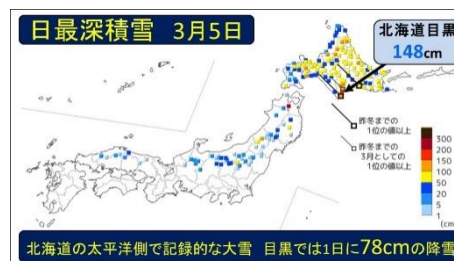 日最深積雪 3月5日
北海道目黒
148cm
昨冬までの
1位の値以上
昨冬までの
3月としての
1位の値以上
300
200
150
100
50
20
5
1
(cm)
北海道の太平洋側で記録的な大雪 目黒では1日に78cmの降雪